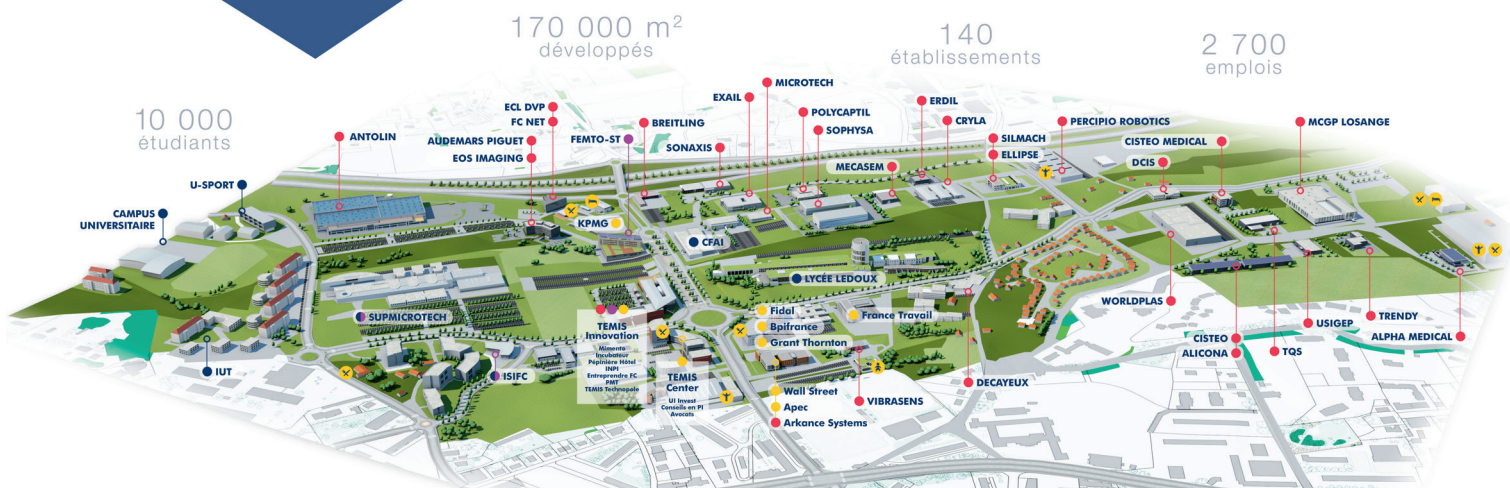 170 000 m²
développés
140
établissements
2 700
emplois
10 000
étudiants
ANTOLIN
ECL DVP
FC NET
AUDEMARS PIGUET
EOS IMAGING
FEMTO-ST
BREITLING
SONAXIS
EXAIL
MICROTECH
POLYCAPTIL
SOPHYSA
MECASEM
ERDIL
CRYLA
SILMACH
ELLIPSE
PERCIPIO ROBOTICS
CISTEO MEDICAL
DCIS
MCGP LOSANGE
U-SPORT
CAMPUS
UNIVERSITAIRE
KPMG
CFAI
LYCÉE LEDOUX
SUPMICROTECH
IUT
ISIFC
TEMIS
Innovation
Mimento
Incubateur
Pépinière Hôtel
INPI
Entreprendre FC
PMT
TEMIS Technopole
TEMIS
Center
UI Invest
Conseils en PI
Avocats
Fidal
Bpifrance
Grant Thornton
France Travail
Wall Street
Apec
Arkance Systems
VIBRASENS
DECAYEUX
WORLDPLAS
CISTEO
ALICONA
TQS
USIGEP
TRENDY
ALPHA MEDICAL